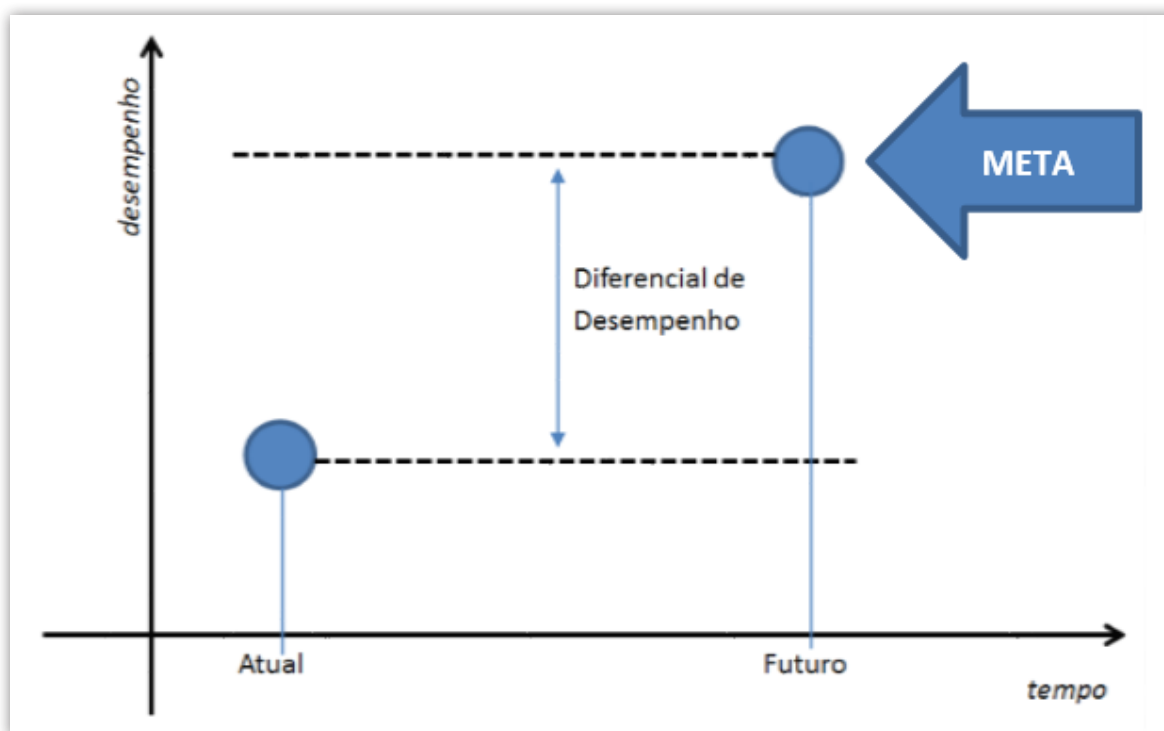 desempenho
META
Diferencial de
Desempenho
Atual
Futuro
tempo